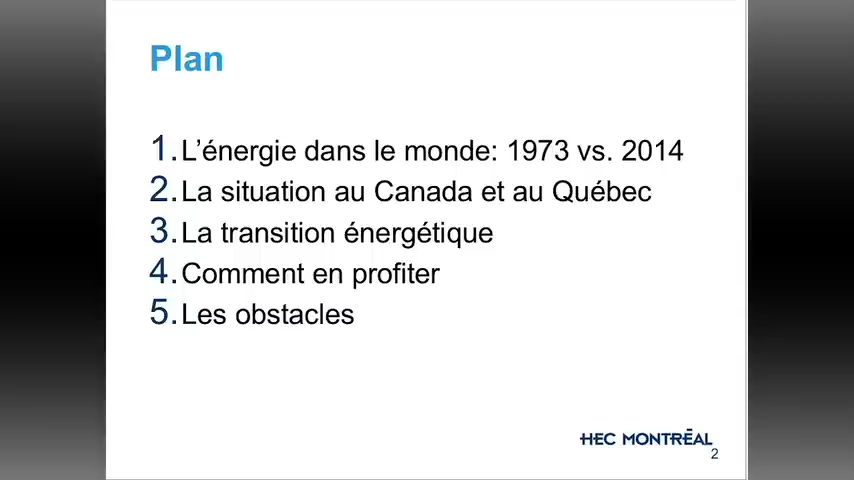 Plan
1. L'énergie dans le monde: 1973 vs. 2014
2. La situation au Canada et au Québec
3. La transition énergétique
4. Comment en profiter
5. Les obstacles
HEC MONTRÉAL
2